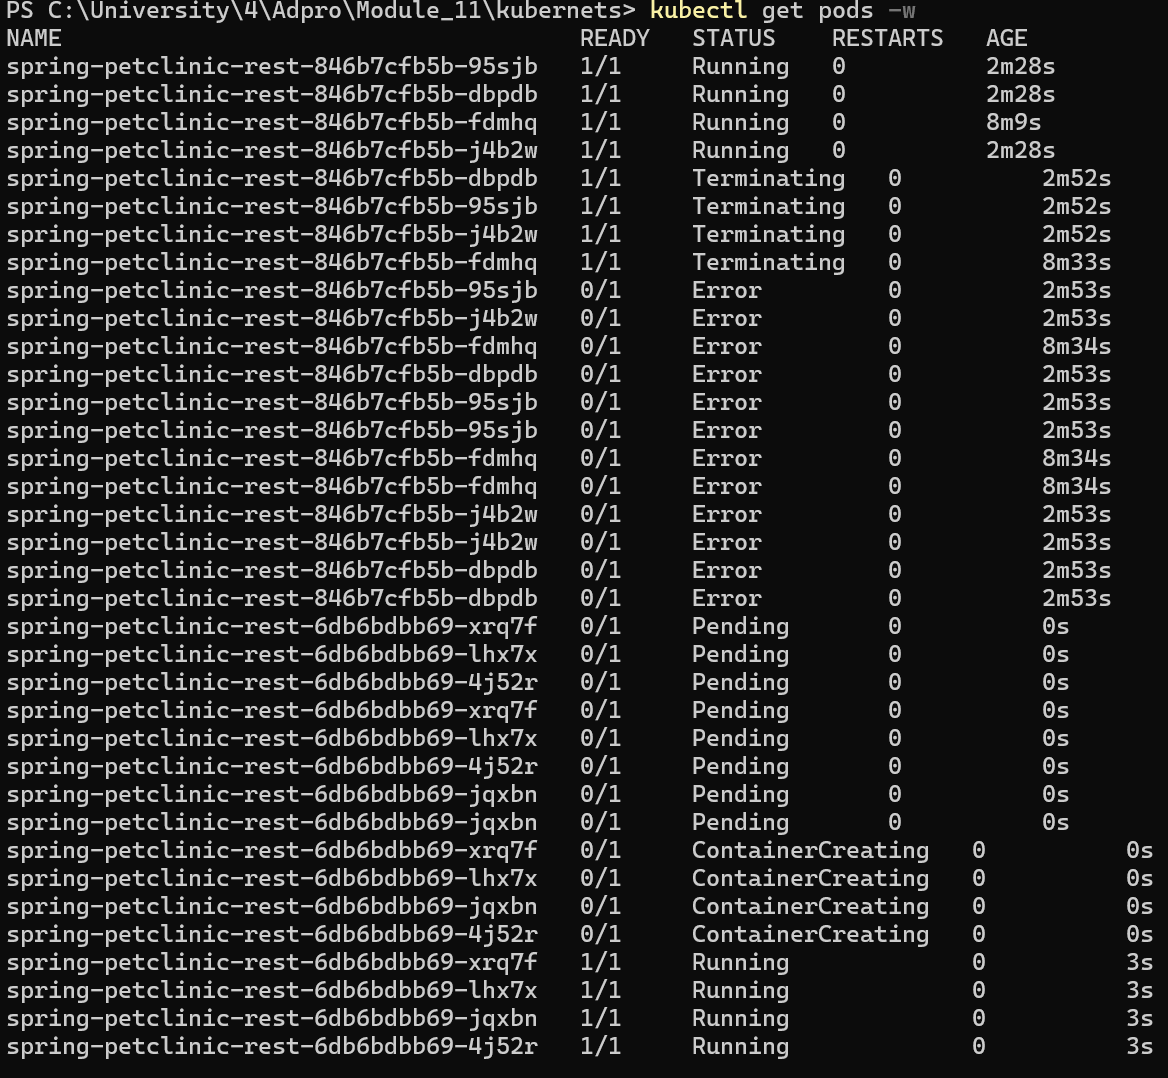 PS C:\University\4\Adpro\Module_11\kubernets> kubectl get pods -w
NAME READY STATUS RESTARTS AGE
spring-petclinic-rest-846b7cfb5b-95sjb 1/1 Running 0 2m28s
spring-petclinic-rest-846b7cfb5b-dbpdb 1/1 Running 0 2m28s
spring-petclinic-rest-846b7cfb5b-fdmhq 1/1 Running 0 8m9s
spring-petclinic-rest-846b7cfb5b-j4b2w 1/1 Running 0 2m28s
spring-petclinic-rest-846b7cfb5b-dbpdb 1/1 Terminating 0 2m52s
spring-petclinic-rest-846b7cfb5b-95sjb 1/1 Terminating 0 2m52s
spring-petclinic-rest-846b7cfb5b-j4b2w 1/1 Terminating 0 2m52s
spring-petclinic-rest-846b7cfb5b-fdmhq 1/1 Terminating 0 8m33s
spring-petclinic-rest-846b7cfb5b-95sjb 0/1 Error 0 2m53s
spring-petclinic-rest-846b7cfb5b-j4b2w 0/1 Error 0 2m53s
spring-petclinic-rest-846b7cfb5b-fdmhq 0/1 Error 0 8m34s
spring-petclinic-rest-846b7cfb5b-dbpdb 0/1 Error 0 2m53s
spring-petclinic-rest-846b7cfb5b-95sjb 0/1 Error 0 2m53s
spring-petclinic-rest-846b7cfb5b-95sjb 0/1 Error 0 2m53s
spring-petclinic-rest-846b7cfb5b-fdmhq 0/1 Error 0 8m34s
spring-petclinic-rest-846b7cfb5b-fdmhq 0/1 Error 0 8m34s
spring-petclinic-rest-846b7cfb5b-j4b2w 0/1 Error 0 2m53s
spring-petclinic-rest-846b7cfb5b-j4b2w 0/1 Error 0 2m53s
spring-petclinic-rest-846b7cfb5b-dbpdb 0/1 Error 0 2m53s
spring-petclinic-rest-846b7cfb5b-dbpdb 0/1 Error 0 2m53s
spring-petclinic-rest-6db6bdbb69-xrq7f 0/1 Pending 0 0s
spring-petclinic-rest-6db6bdbb69-lhx7x 0/1 Pending 0 0s
spring-petclinic-rest-6db6bdbb69-4j52r 0/1 Pending 0 0s
spring-petclinic-rest-6db6bdbb69-xrq7f 0/1 Pending 0 0s
spring-petclinic-rest-6db6bdbb69-lhx7x 0/1 Pending 0 0s
spring-petclinic-rest-6db6bdbb69-4j52r 0/1 Pending 0 0s
spring-petclinic-rest-6db6bdbb69-jqxbn 0/1 Pending 0 0s
spring-petclinic-rest-6db6bdbb69-jqxbn 0/1 Pending 0 0s
spring-petclinic-rest-6db6bdbb69-xrq7f 0/1 ContainerCreating 0 0s
spring-petclinic-rest-6db6bdbb69-lhx7x 0/1 ContainerCreating 0 0s
spring-petclinic-rest-6db6bdbb69-jqxbn 0/1 ContainerCreating 0 0s
spring-petclinic-rest-6db6bdbb69-4j52r 0/1 ContainerCreating 0 0s
spring-petclinic-rest-6db6bdbb69-xrq7f 1/1 Running 0 3s
spring-petclinic-rest-6db6bdbb69-lhx7x 1/1 Running 0 3s
spring-petclinic-rest-6db6bdbb69-jqxbn 1/1 Running 0 3s
spring-petclinic-rest-6db6bdbb69-4j52r 1/1 Running 0 3s